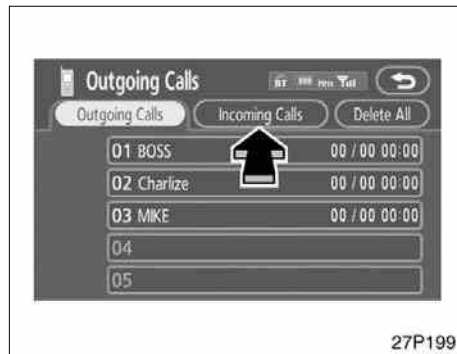 Outgoing Calls BT
Outgoing Calls Incoming Calls Delete All
01 BOSS 00 / 00 00:00
02 Charlize 00 / 00 00:00
03 MIKE 00 / 00 00:00
04
05
27P199